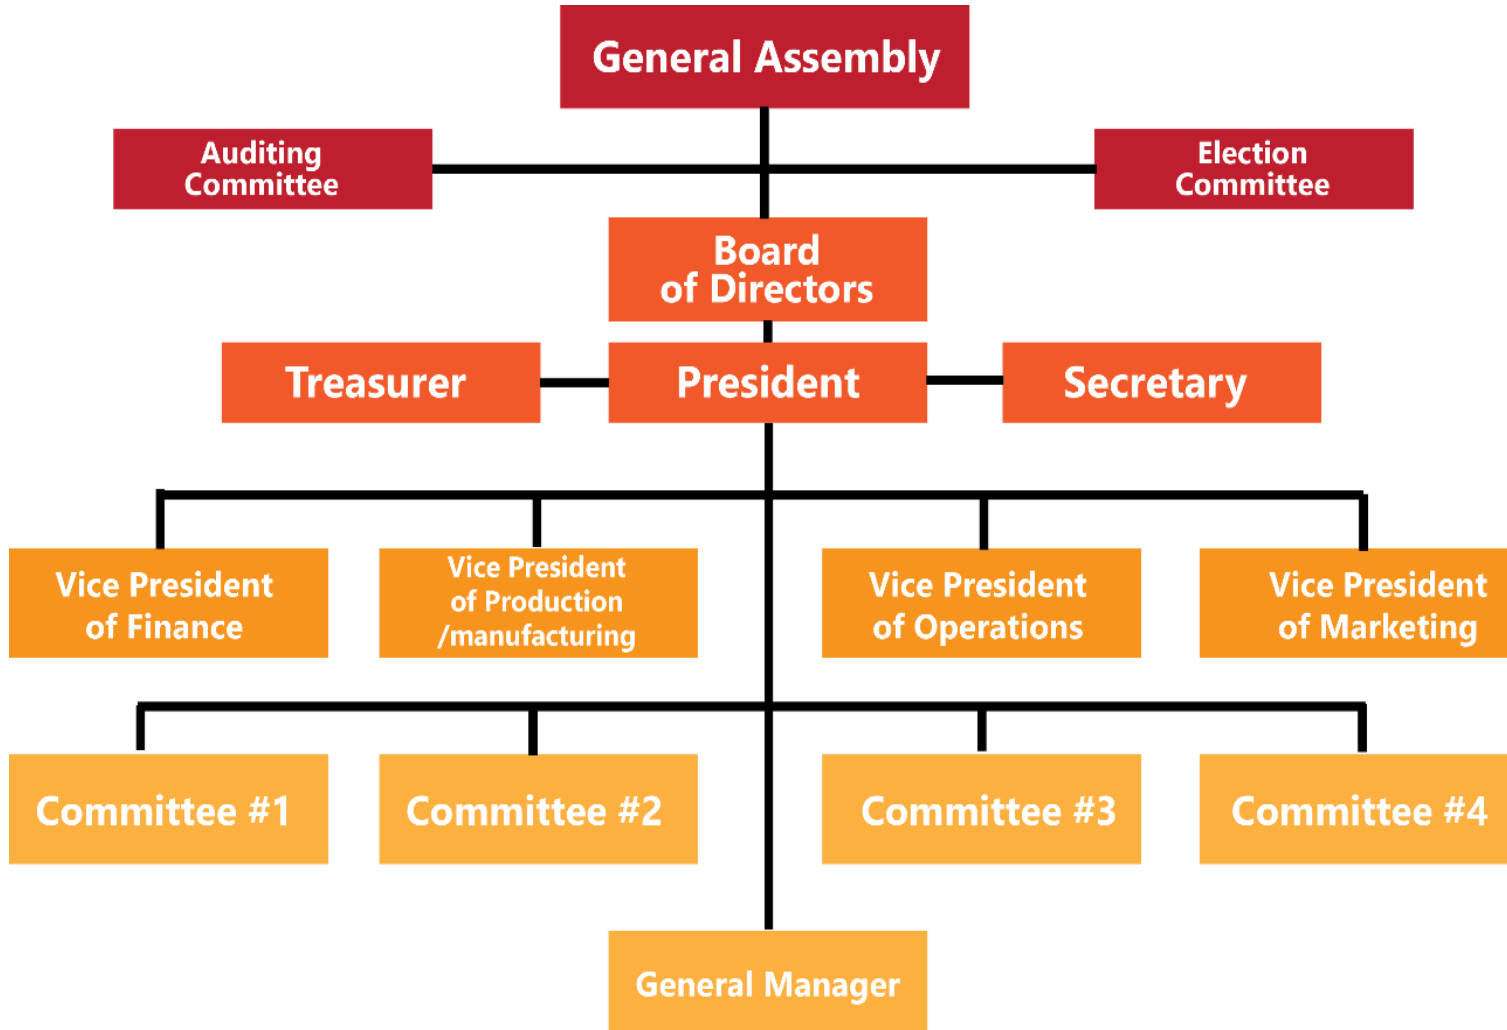 General Assembly
Auditing
Committee
Election
Committee
Board
of Directors
Treasurer
President
Secretary
Vice President
of Finance
Vice President
of Production
/manufacturing
Vice President
of Operations
Vice President
of Marketing
Committee #1
Committee #2
Committee #3
Committee #4
General Manager